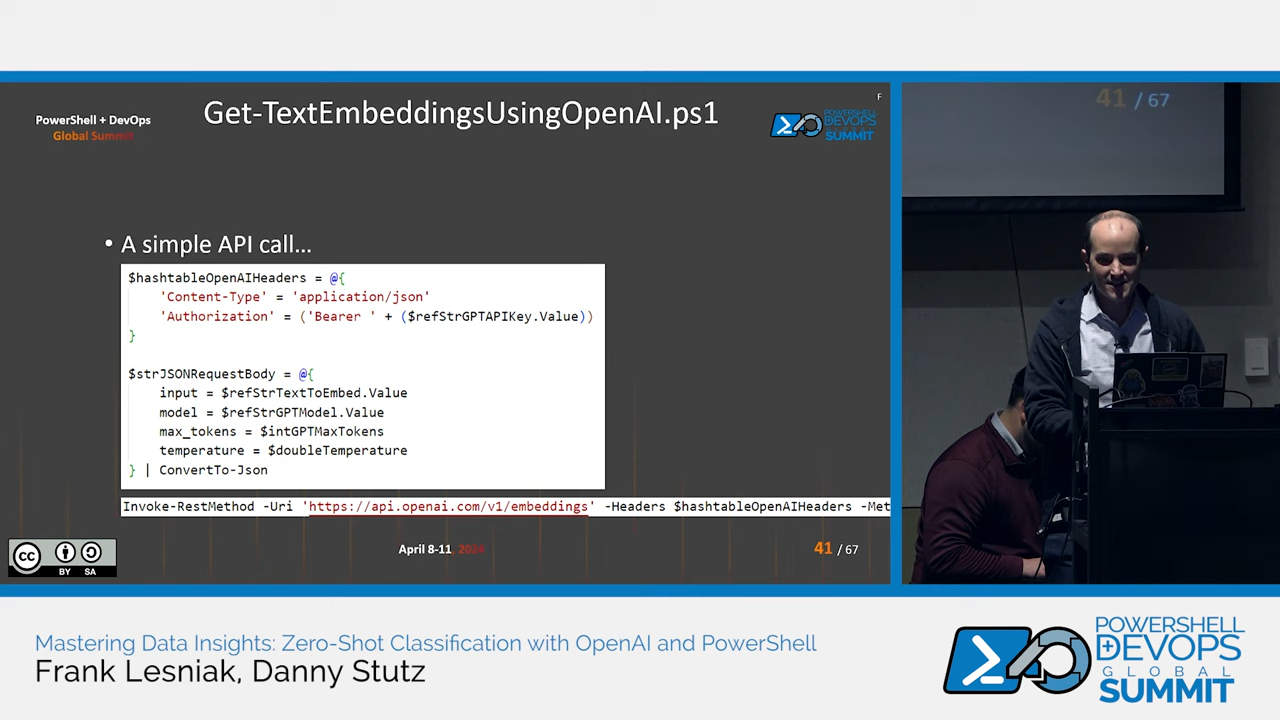 PowerShell + DevOps
Global Summit
Get-TextEmbeddingsUsingOpenAI.ps1
POWERSHELL
DEVOPS
GLOBAL
SUMMIT
F
• A simple API call...
$hashtableOpenAIHeaders = @{
'Content-Type' = 'application/json'
'Authorization' = ('Bearer ' + ($refStrGPTAPIKey.Value))
}
$strJSONRequestBody = @{
input = $refStrTextToEmbed.Value
model = $refStrGPTModel.Value
max_tokens = $intGPTMaxTokens
temperature = $doubleTemperature
} | ConvertTo-Json
Invoke-RestMethod -Uri 'https://api.openai.com/v1/embeddings' -Headers $hashtableOpenAIHeaders -Met
CC BY SA
April 8-11, 2024
41 / 67
41 / 67
Mastering Data Insights: Zero-Shot Classification with OpenAI and PowerShell
Frank Lesniak, Danny Stutz
POWERSHELL
DEVOPS
GLOBAL
SUMMIT